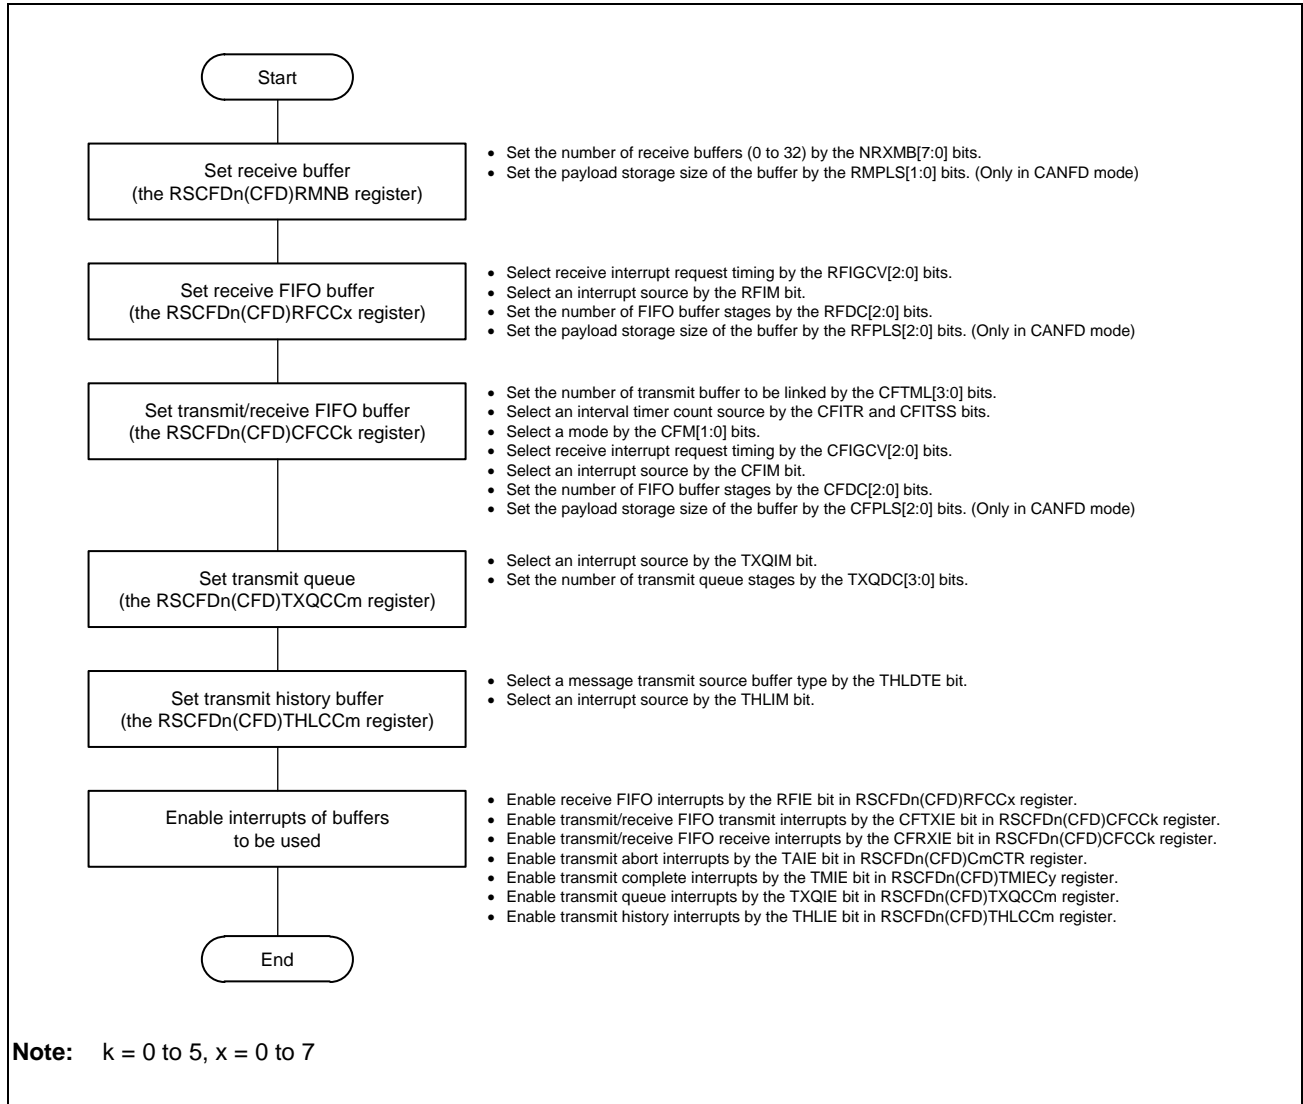 Start
Set receive buffer
(the RSCFDn(CFD)RMNB register)
• Set the number of receive buffers (0 to 32) by the NRXMB[7:0] bits.
• Set the payload storage size of the buffer by the RMPLS[1:0] bits. (Only in CANFD mode)
Set receive FIFO buffer
(the RSCFDn(CFD)RFCCx register)
• Select receive interrupt request timing by the RFIGCV[2:0] bits.
• Select an interrupt source by the RFIM bit.
• Set the number of FIFO buffer stages by the RFDC[2:0] bits.
• Set the payload storage size of the buffer by the RFPLS[2:0] bits. (Only in CANFD mode)
Set transmit/receive FIFO buffer
(the RSCFDn(CFD)CFCCk register)
• Set the number of transmit buffer to be linked by the CFTML[3:0] bits.
• Select an interval timer count source by the CFITR and CFITSS bits.
• Select a mode by the CFM[1:0] bits.
• Select receive interrupt request timing by the CFIGCV[2:0] bits.
• Select an interrupt source by the CFIM bit.
• Set the number of FIFO buffer stages by the CFDC[2:0] bits.
• Set the payload storage size of the buffer by the CFPLS[2:0] bits. (Only in CANFD mode)
Set transmit queue
(the RSCFDn(CFD)TXQCCm register)
• Select an interrupt source by the TXQIM bit.
• Set the number of transmit queue stages by the TXQDC[3:0] bits.
Set transmit history buffer
(the RSCFDn(CFD)THLCCm register)
• Select a message transmit source buffer type by the THLDTE bit.
• Select an interrupt source by the THLIM bit.
Enable interrupts of buffers
to be used
• Enable receive FIFO interrupts by the RFIE bit in RSCFDn(CFD)RFCCx register.
• Enable transmit/receive FIFO transmit interrupts by the CFTXIE bit in RSCFDn(CFD)CFCCk register.
• Enable transmit/receive FIFO receive interrupts by the CFRXIE bit in RSCFDn(CFD)CFCCk register.
• Enable transmit abort interrupts by the TAIE bit in RSCFDn(CFD)CmCTR register.
• Enable transmit complete interrupts by the TMIE bit in RSCFDn(CFD)TMIECy register.
• Enable transmit queue interrupts by the TXQIE bit in RSCFDn(CFD)TXQCCm register.
• Enable transmit history interrupts by the THLIE bit in RSCFDn(CFD)THLCCm register.
End
Note: k = 0 to 5, x = 0 to 7